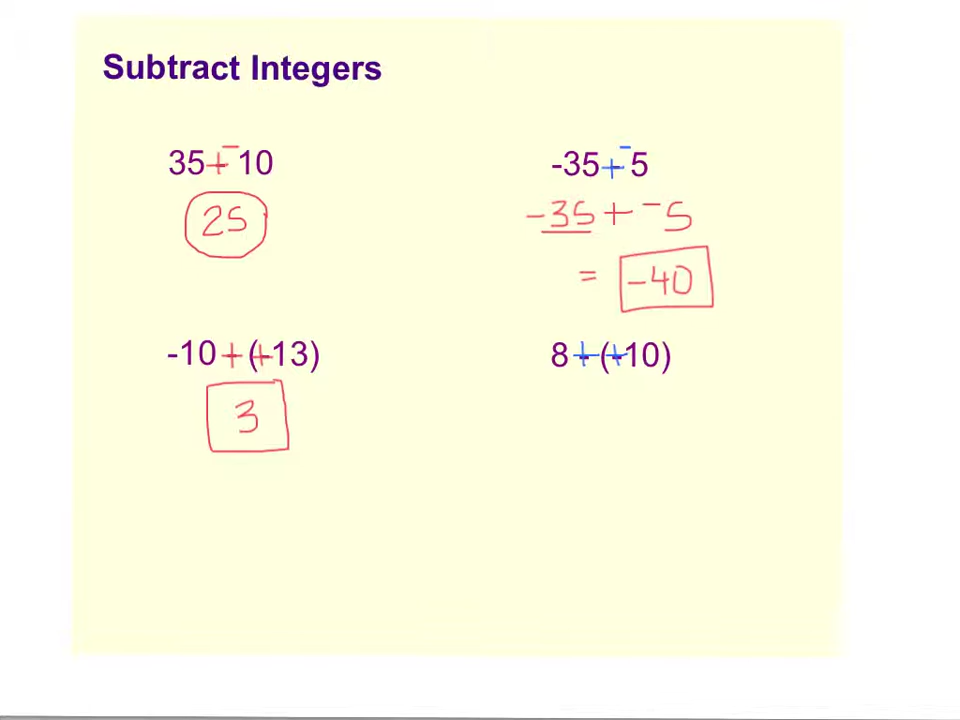 Subtract Integers
35 + -10
25
-35 + -5
-35 + -5
= -40
-10 + (+13)
3
8 + (+10)